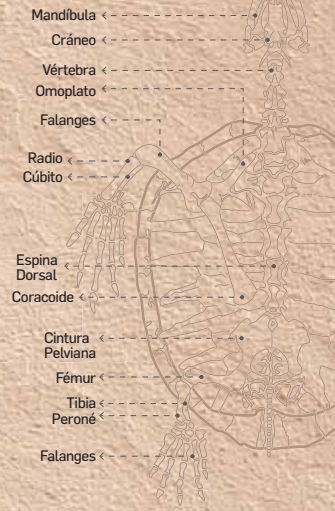 Mandíbula
Cráneo
Vértebra
Omoplato
Falanges
Radio
Cúbito
Espina
Dorsal
Coracoide
Cintura
Pelviana
Fémur
Tibia
Peroné
Falanges